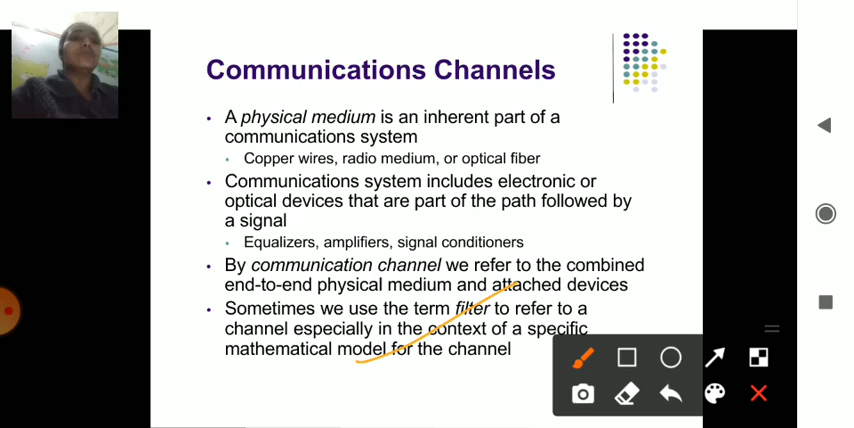 Communications Channels
• A physical medium is an inherent part of a
communications system
• Copper wires, radio medium, or optical fiber
• Communications system includes electronic or
optical devices that are part of the path followed by
a signal
• Equalizers, amplifiers, signal conditioners
• By communication channel we refer to the combined
end-to-end physical medium and attached devices
• Sometimes we use the term filter to refer to a
channel especially in the context of a specific
mathematical model for the channel